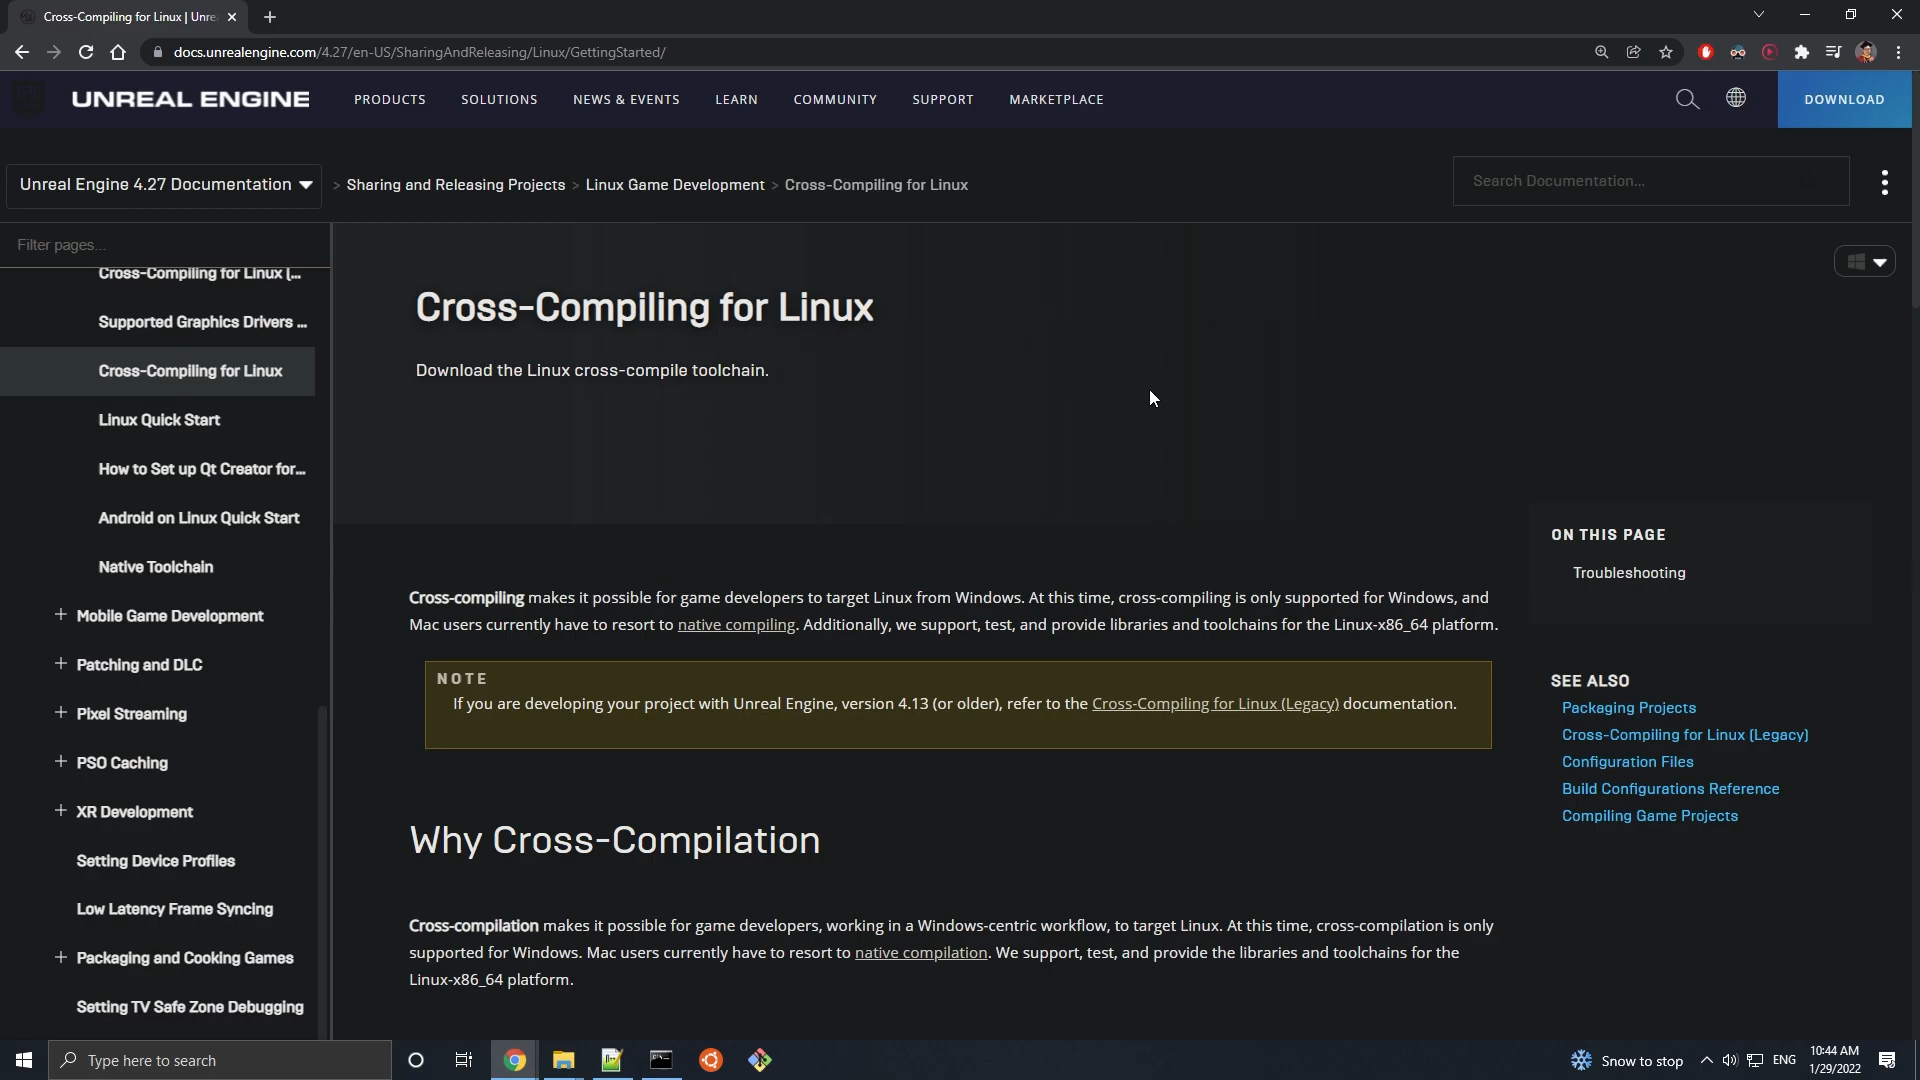 Cross-Compiling for Linux | Unre
docs.unrealengine.com/4.27/en-US/SharingAndReleasing/Linux/GettingStarted/
UNREAL ENGINE
PRODUCTS
SOLUTIONS
NEWS & EVENTS
LEARN
COMMUNITY
SUPPORT
MARKETPLACE
DOWNLOAD
Unreal Engine 4.27 Documentation
> Sharing and Releasing Projects > Linux Game Development > Cross-Compiling for Linux
Search Documentation...
Filter pages...
Cross-Compiling for Linux (...
Supported Graphics Drivers ...
Cross-Compiling for Linux
Linux Quick Start
How to Set up Qt Creator for...
Android on Linux Quick Start
Native Toolchain
Mobile Game Development
Patching and DLC
Pixel Streaming
PSO Caching
XR Development
Setting Device Profiles
Low Latency Frame Syncing
Packaging and Cooking Games
Setting TV Safe Zone Debugging
Cross-Compiling for Linux
Download the Linux cross-compile toolchain.
Cross-compiling makes it possible for game developers to target Linux from Windows. At this time, cross-compiling is only supported for Windows, and
Mac users currently have to resort to native compiling. Additionally, we support, test, and provide libraries and toolchains for the Linux-x86_64 platform.
NOTE
If you are developing your project with Unreal Engine, version 4.13 (or older), refer to the Cross-Compiling for Linux (Legacy) documentation.
Why Cross-Compilation
Cross-compilation makes it possible for game developers, working in a Windows-centric workflow, to target Linux. At this time, cross-compilation is only
supported for Windows. Mac users currently have to resort to native compilation. We support, test, and provide the libraries and toolchains for the
Linux-x86_64 platform.
ON THIS PAGE
Troubleshooting
SEE ALSO
Packaging Projects
Cross-Compiling for Linux (Legacy)
Configuration Files
Build Configurations Reference
Compiling Game Projects
Type here to search
Snow to stop
ENG
10:44 AM
1/29/2022